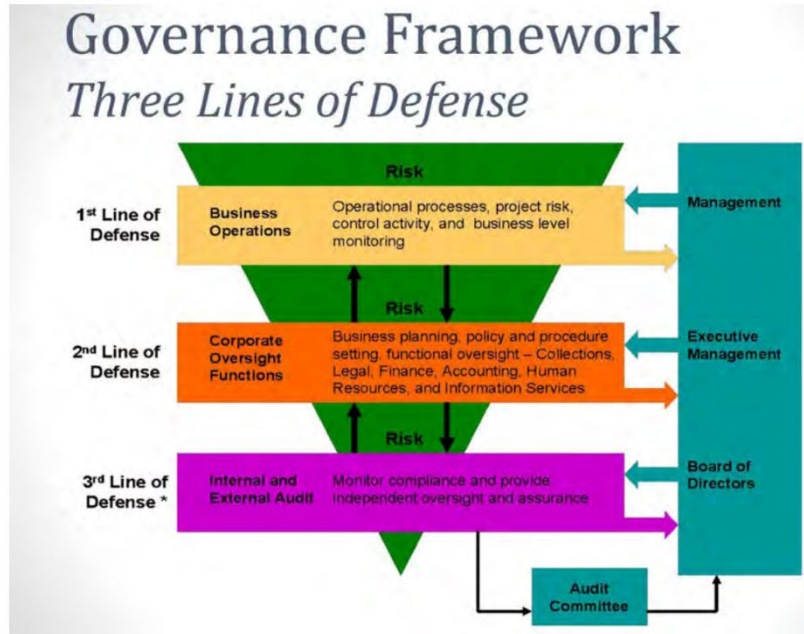 Governance Framework
Three Lines of Defense
Risk
1st Line of
Defense
Business
Operations
Operational processes, project risk,
control activity, and business level
monitoring
Management
Risk
2nd Line of
Defense
Corporate
Oversight
Functions
Business planning, policy and procedure
setting, functional oversight – Collections,
Legal, Finance, Accounting, Human
Resources, and Information Services
Executive
Management
Risk
3rd Line of
Defense *
Internal and
External Audit
Monitor compliance and provide
independent oversight and assurance
Board of
Directors
Audit
Committee